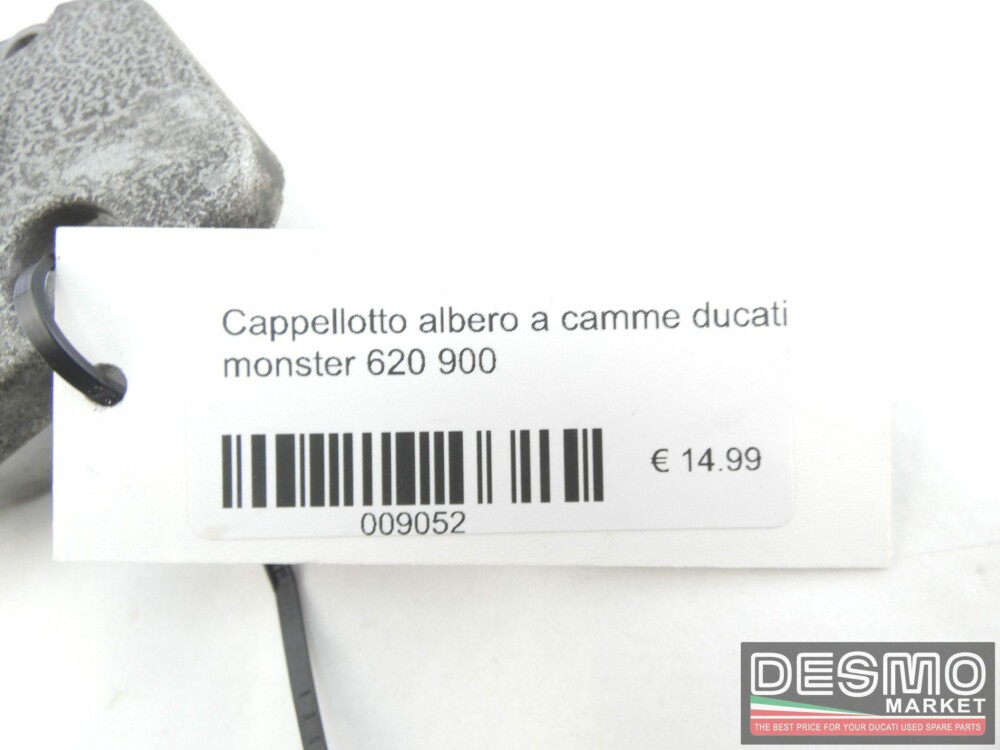 Cappellotto albero a camme ducati
monster 620 900
€ 14.99
009052
DESMO
MARKET
THE BEST PRICE FOR YOUR DUCATI USED SPARE PARTS